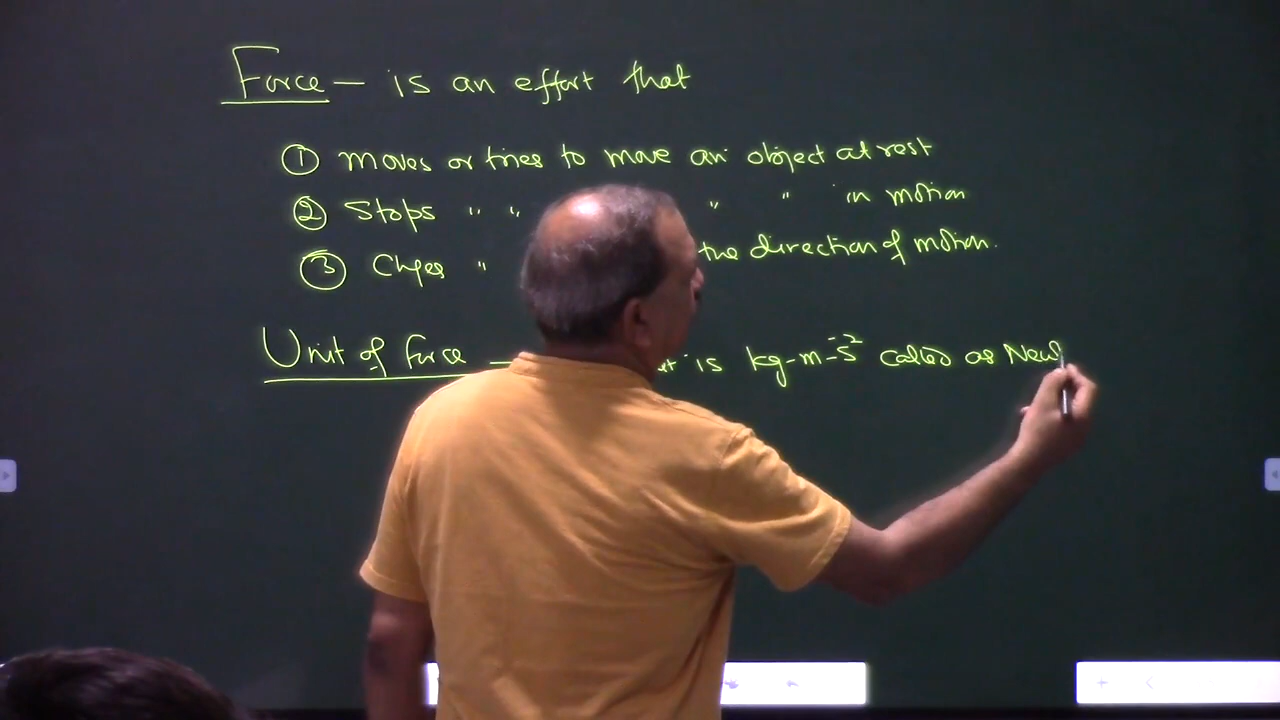 Force — is an effort that
① moves or tries to move an object at rest
② Stops " " " " in motion
③ " the direction of motion.
Unit of force — is kg-m-s⁻² called as New